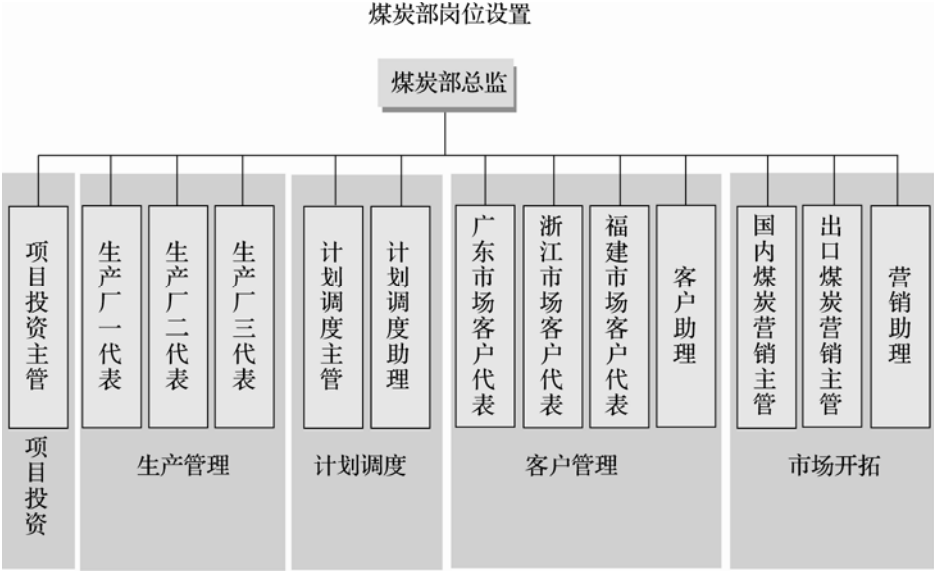 煤炭部岗位设置
煤炭部总监
项目投资主管
生产厂一代表
生产厂二代表
生产厂三代表
计划调度主管
计划调度助理
广东市场客户代表
浙江市场客户代表
福建市场客户代表
客户助理
国内煤炭营销主管
出口煤炭营销主管
营销助理
项目投资
生产管理
计划调度
客户管理
市场开拓